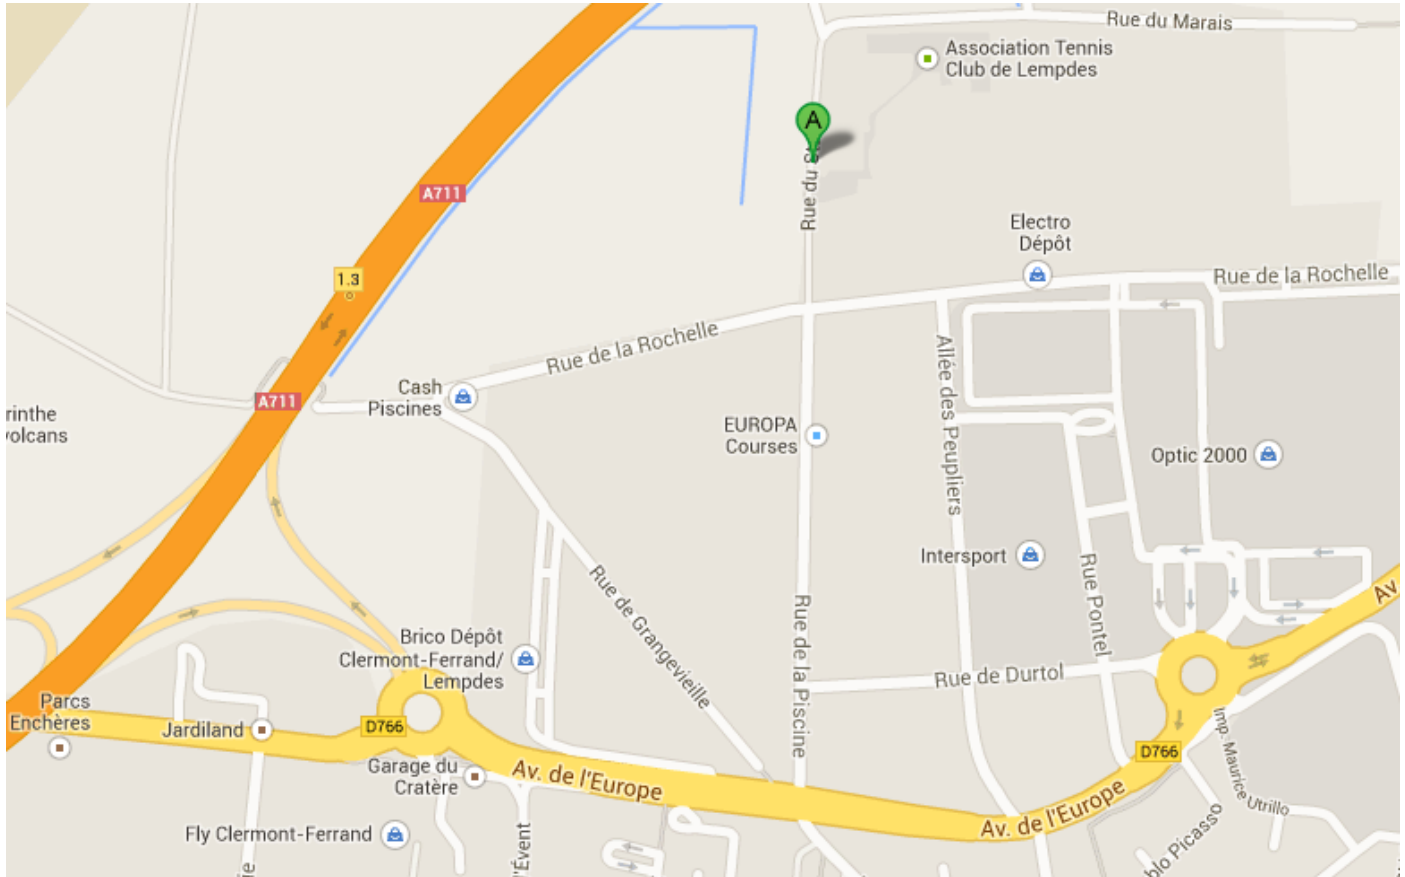 Rue du Marais
Association Tennis
Club de Lempdes
A
Rue du
A711
Electro
Dépôt
1.3
Rue de la Rochelle
Rue de la Rochelle
Cash
Piscines
A711
rinthe
volcans
EUROPA
Courses
Allée des Peupliers
Optic 2000
Intersport
Rue de Grangevieille
Rue de la Piscine
Rue Pontel
Av
Brico Dépôt
Clermont-Ferrand/
Lempdes
Rue de Durtol
Parcs
Enchères
Jardiland
D766
D766
Imp. Maurice Utrillo
Garage du
Cratère
Av. de l'Europe
Av. de l'Europe
Fly Clermont-Ferrand
l'Évent
blo Picasso
ie